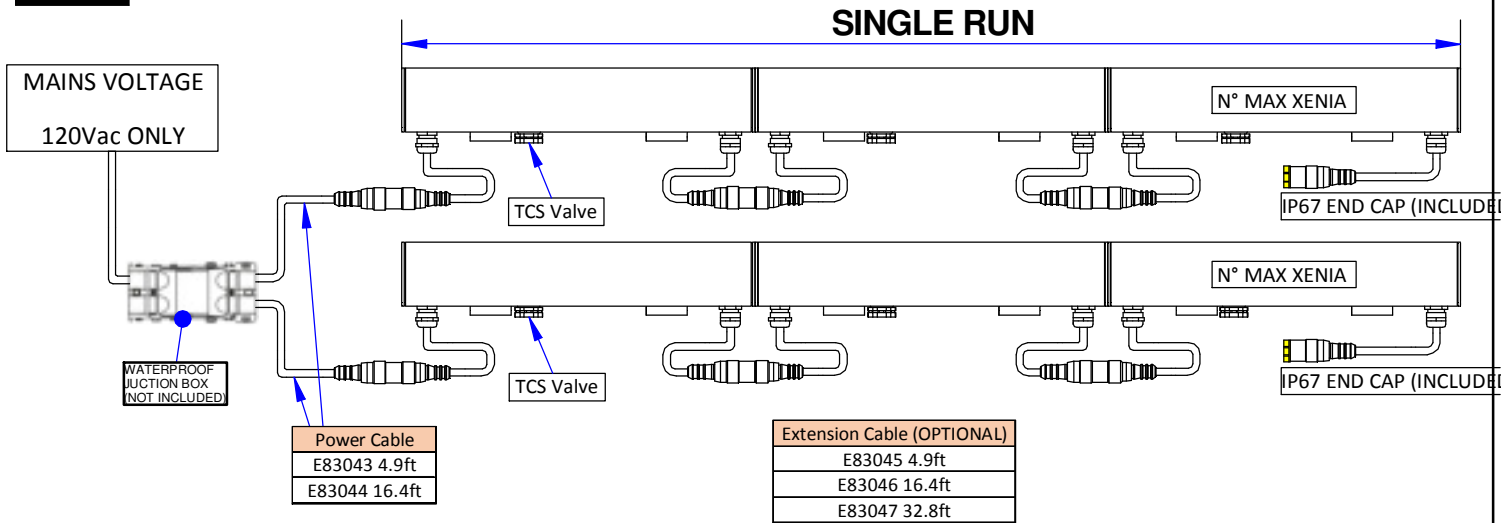 SINGLE RUN
MAINS VOLTAGE
120Vac ONLY
N° MAX XENIA
TCS Valve
IP67 END CAP (INCLUDED
N° MAX XENIA
WATERPROOF
JUCTION BOX
(NOT INCLUDED)
TCS Valve
IP67 END CAP (INCLUDED
Power Cable
E83043 4.9ft
E83044 16.4ft
Extension Cable (OPTIONAL)
E83045 4.9ft
E83046 16.4ft
E83047 32.8ft